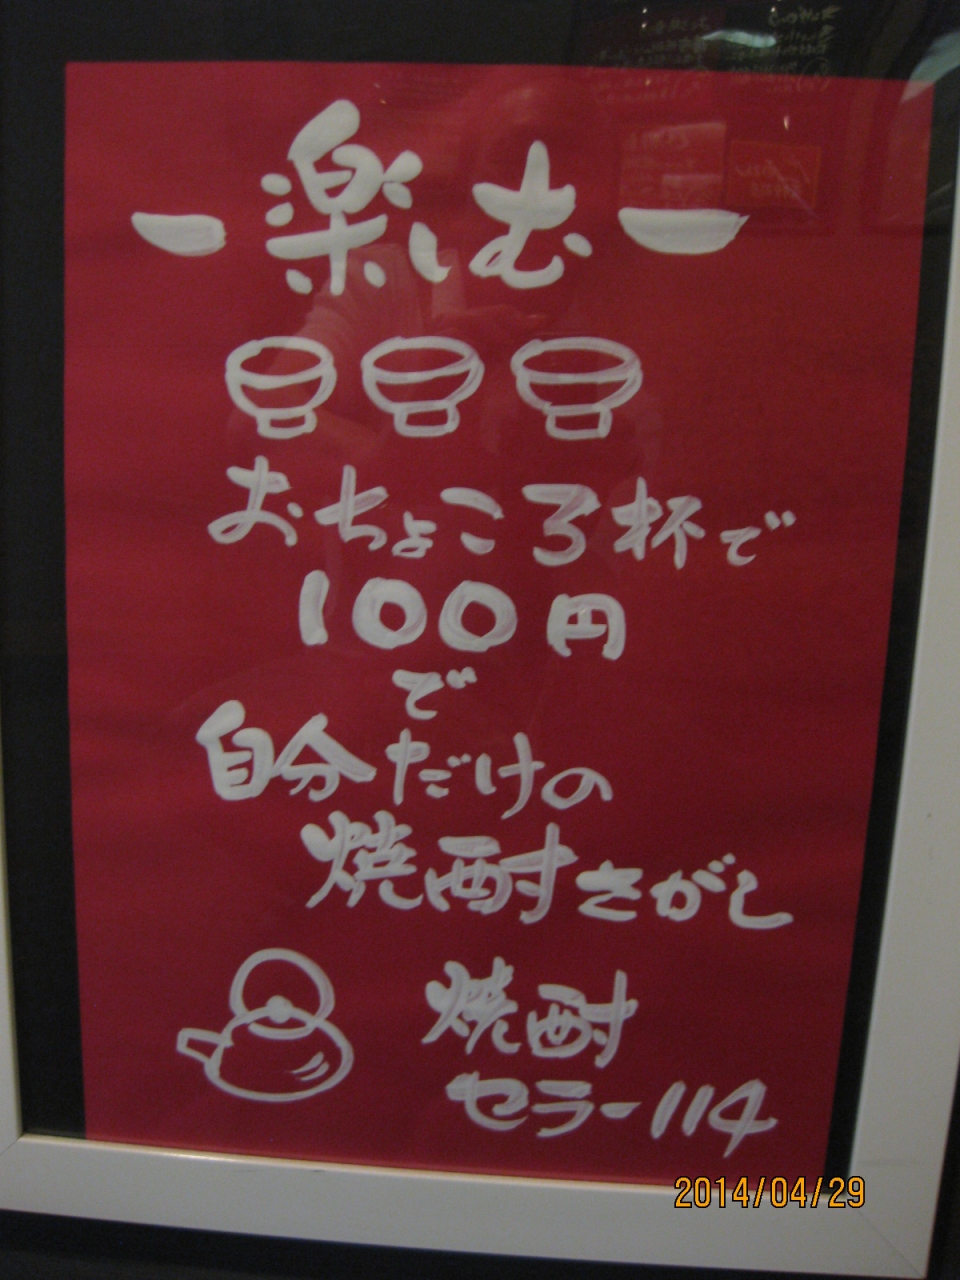 ー楽しむー
おちょこ3杯で
100円
で
自分だけの
焼酎さがし
焼酎
セラー114
2014/04/29